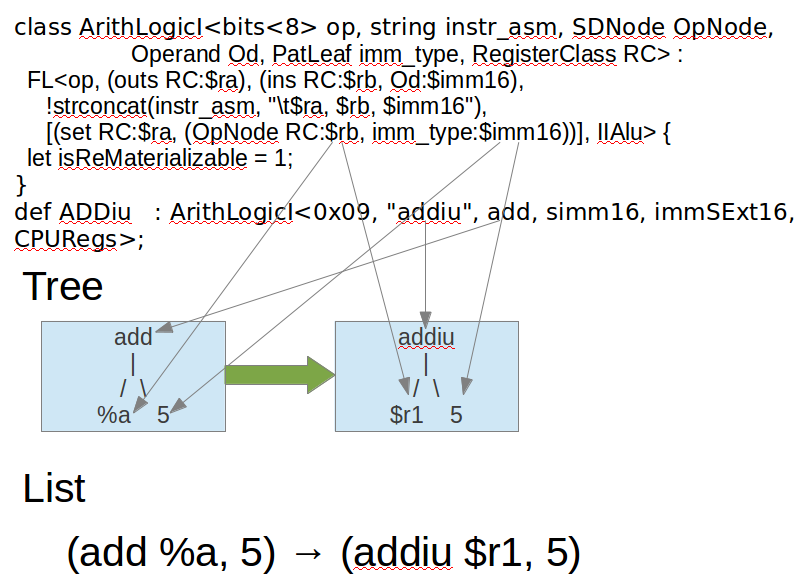 class ArithLogicI<bits<8> op, string instr_asm, SDNode OpNode,
Operand Od, PatLeaf imm_type, RegisterClass RC> :
FL<op, (outs RC:$ra), (ins RC:$rb, Od:$imm16),
!strconcat(instr_asm, "\t$ra, $rb, $imm16"),
[(set RC:$ra, (OpNode RC:$rb, imm_type:$imm16))], IIAlu> {
let isReMaterializable = 1;
}
def ADDiu : ArithLogicI<0x09, "addiu", add, simm16, immSExt16,
CPURegs>;
Tree
add addiu
| |
/ \ / \
%a 5 $r1 5
List
(add %a, 5) → (addiu $r1, 5)